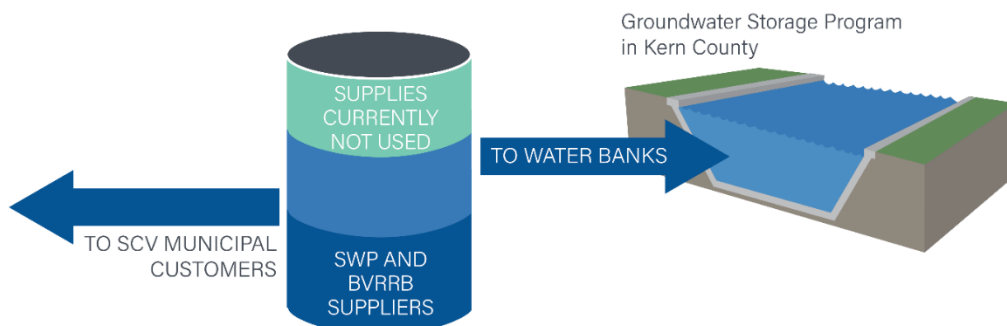 Groundwater Storage Program
in Kern County
SUPPLIES
CURRENTLY
NOT USED
TO WATER BANKS
TO SCV MUNICIPAL
CUSTOMERS
SWP AND
BVRRB
SUPPLIERS